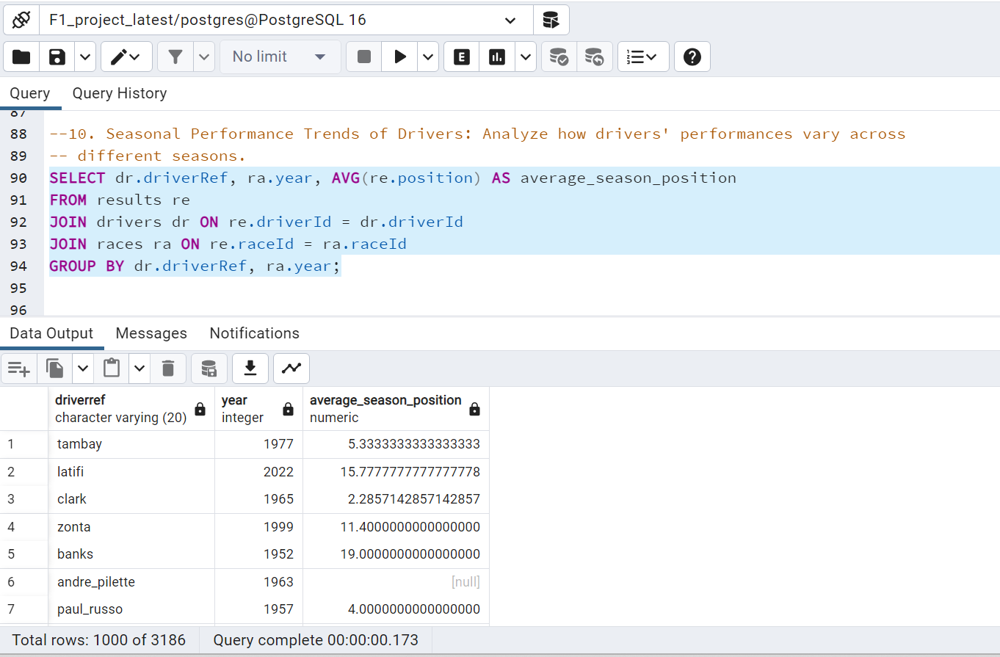 F1_project_latest/postgres@PostgreSQL 16
No limit
E
Query Query History
87
88 --10. Seasonal Performance Trends of Drivers: Analyze how drivers' performances vary across
89 -- different seasons.
90 SELECT dr.driverRef, ra.year, AVG(re.position) AS average_season_position
91 FROM results re
92 JOIN drivers dr ON re.driverId = dr.driverId
93 JOIN races ra ON re.raceId = ra.raceId
94 GROUP BY dr.driverRef, ra.year;
95
96
Data Output Messages Notifications
driverref year average_season_position
character varying (20) integer numeric
1 tambay 1977 5.3333333333333333
2 latifi 2022 15.7777777777777778
3 clark 1965 2.2857142857142857
4 zonta 1999 11.4000000000000000
5 banks 1952 19.0000000000000000
6 andre_pilette 1963 [null]
7 paul_russo 1957 4.0000000000000000
Total rows: 1000 of 3186 Query complete 00:00:00.173